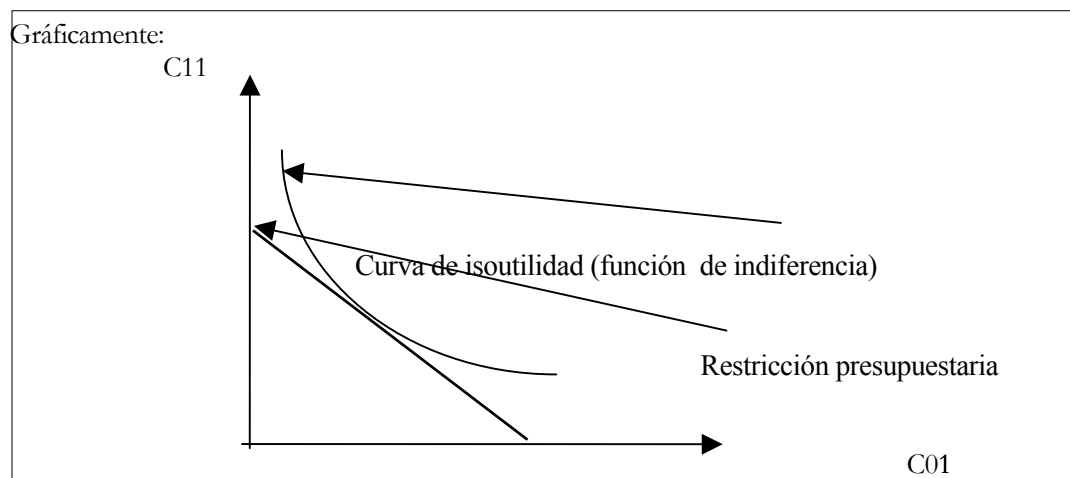 Gráficamente:
C11
Curva de isoutilidad (función de indiferencia)
Restricción presupuestaria
C01